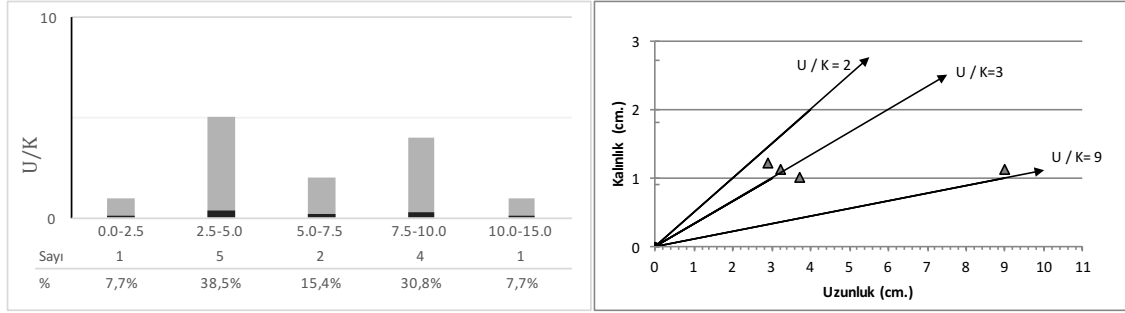 10
U/K
0
0.0-2.5 2.5-5.0 5.0-7.5 7.5-10.0 10.0-15.0
Sayı 1 5 2 4 1
% 7,7% 38,5% 15,4% 30,8% 7,7%
3
U / K = 2
U / K=3
2
Kalınlık (cm.)
U / K= 9
1
0
0 1 2 3 4 5 6 7 8 9 10 11
Uzunluk (cm.)